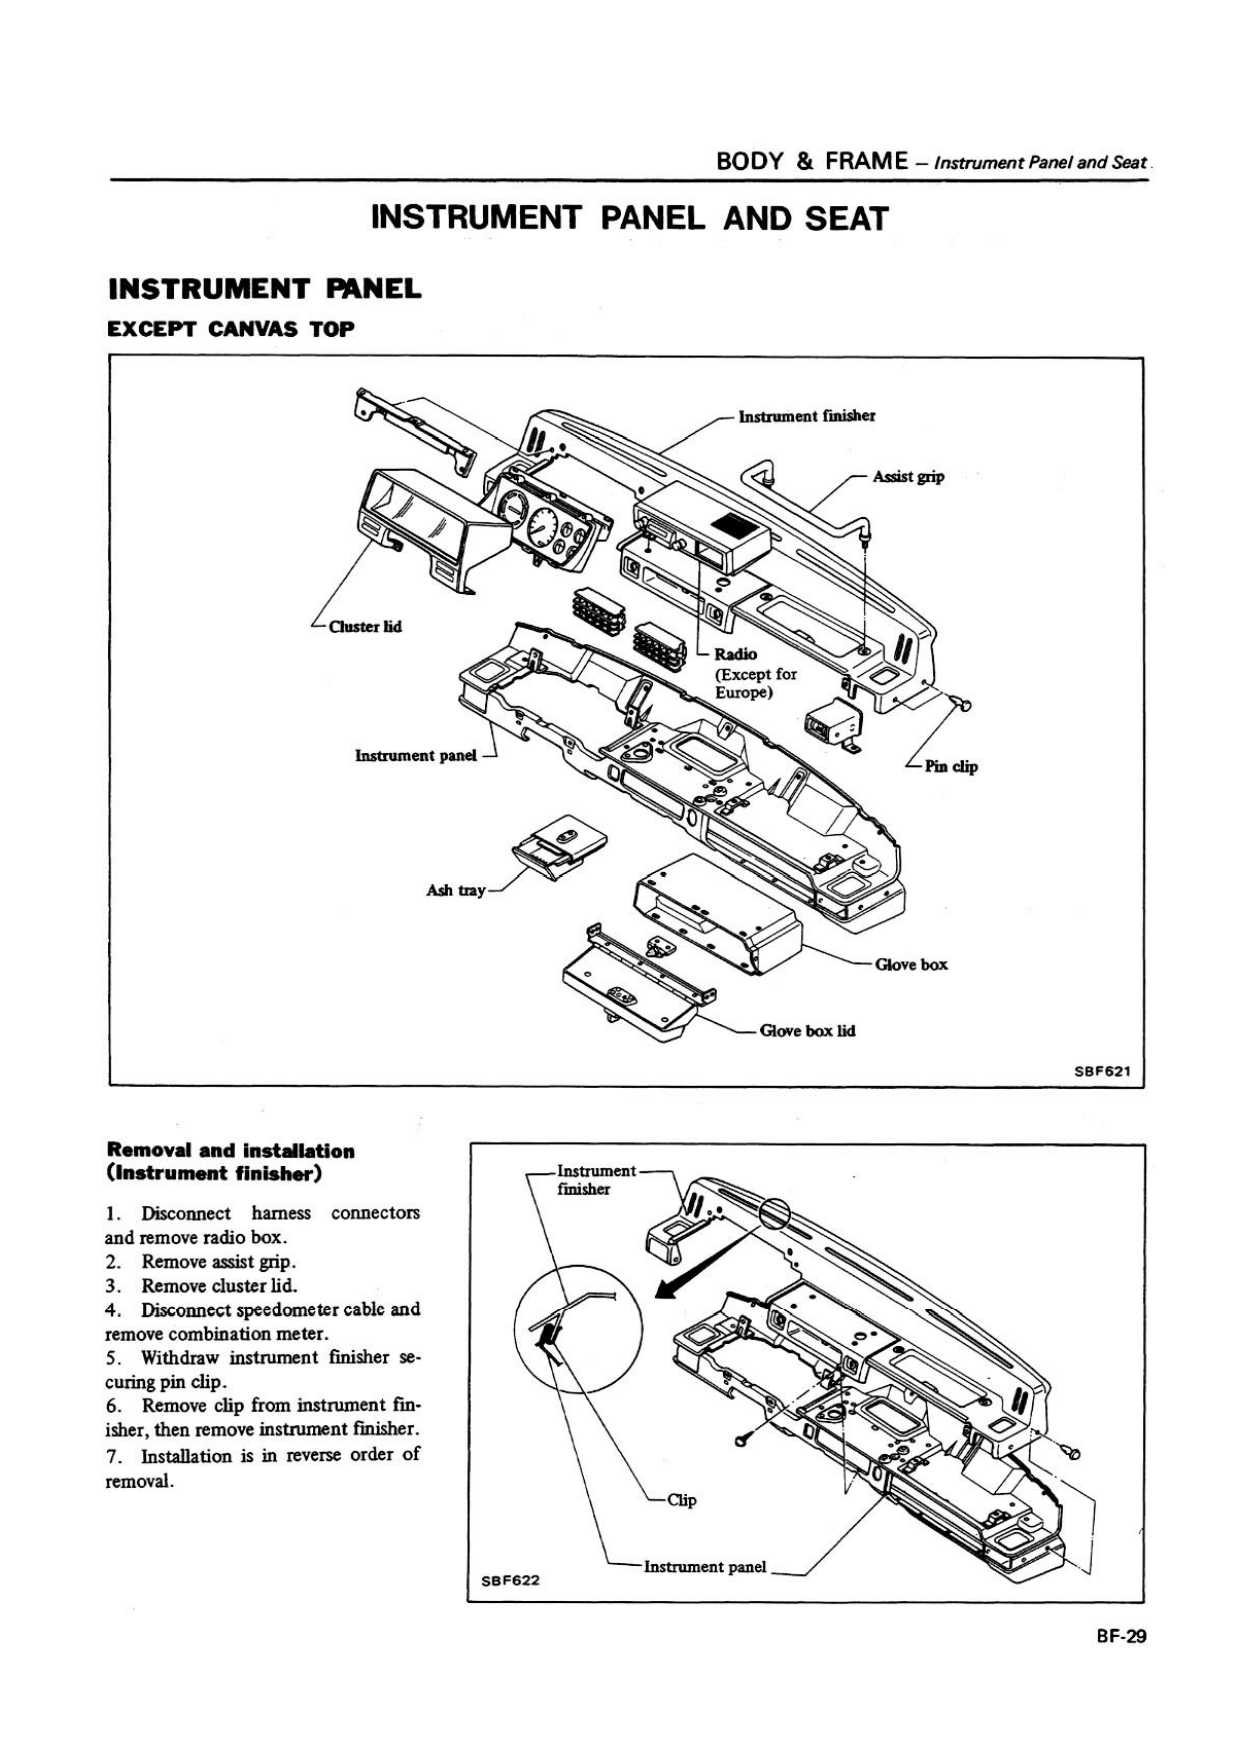 BODY & FRAME – Instrument Panel and Seat
INSTRUMENT PANEL AND SEAT
INSTRUMENT PANEL
EXCEPT CANVAS TOP
Instrument finisher
Assist grip
Cluster lid
Radio
(Except for
Europe)
Instrument panel
Pin clip
Ash tray
Glove box
Glove box lid
SBF621
Removal and installation
(Instrument finisher)
1. Disconnect harness connectors
and remove radio box.
2. Remove assist grip.
3. Remove cluster lid.
4. Disconnect speedometer cable and
remove combination meter.
5. Withdraw instrument finisher se-
curing pin clip.
6. Remove clip from instrument fin-
isher, then remove instrument finisher.
7. Installation is in reverse order of
removal.
Instrument
finisher
Clip
Instrument panel
SBF622
BF-29